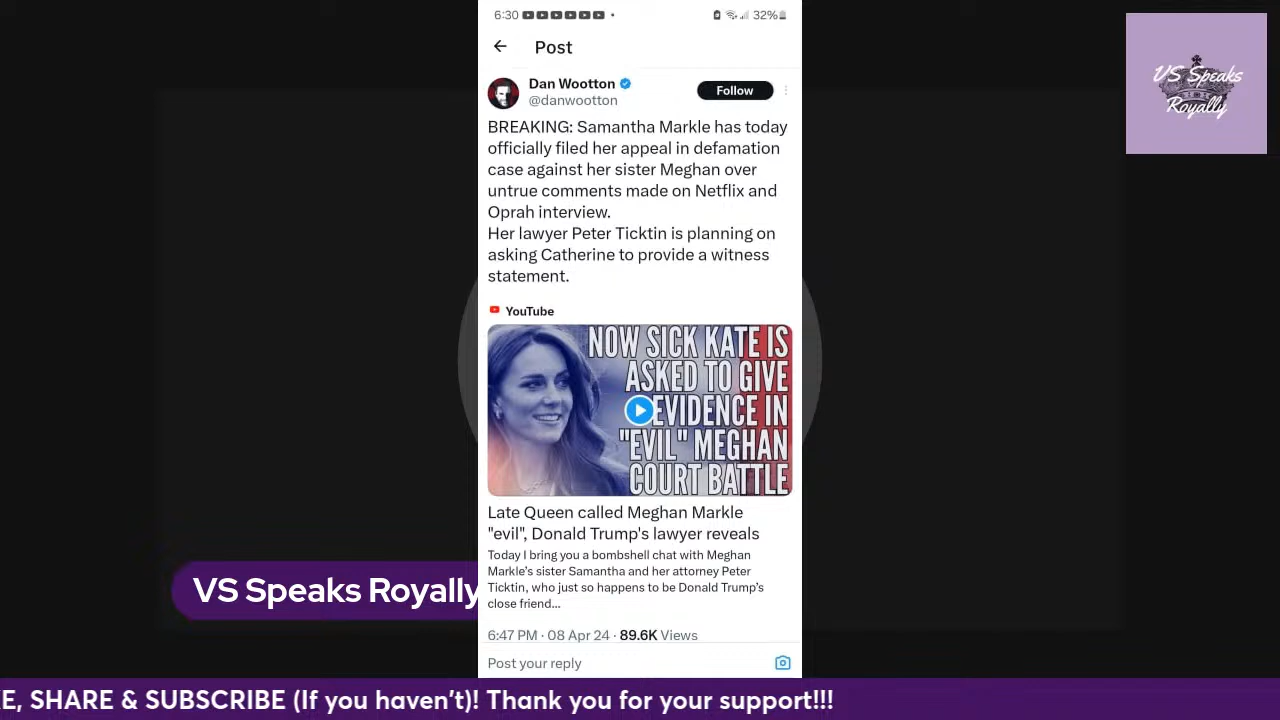 6:30
32%
Post
VS Speaks
Royally
Dan Wootton
@danwootton
Follow
BREAKING: Samantha Markle has today
officially filed her appeal in defamation
case against her sister Meghan over
untrue comments made on Netflix and
Oprah interview.
Her lawyer Peter Ticktin is planning on
asking Catherine to provide a witness
statement.
YouTube
NOW SICK KATE IS
ASKED TO GIVE
EVIDENCE IN
"EVIL" MEGHAN
COURT BATTLE
Late Queen called Meghan Markle
"evil", Donald Trump's lawyer reveals
Today I bring you a bombshell chat with Meghan
Markle's sister Samantha and her attorney Peter
Ticktin, who just so happens to be Donald Trump's
close friend...
VS Speaks Royally
6:47 PM · 08 Apr 24 · 89.6K Views
Post your reply
E, SHARE & SUBSCRIBE (If you haven't)! Thank you for your support!!!